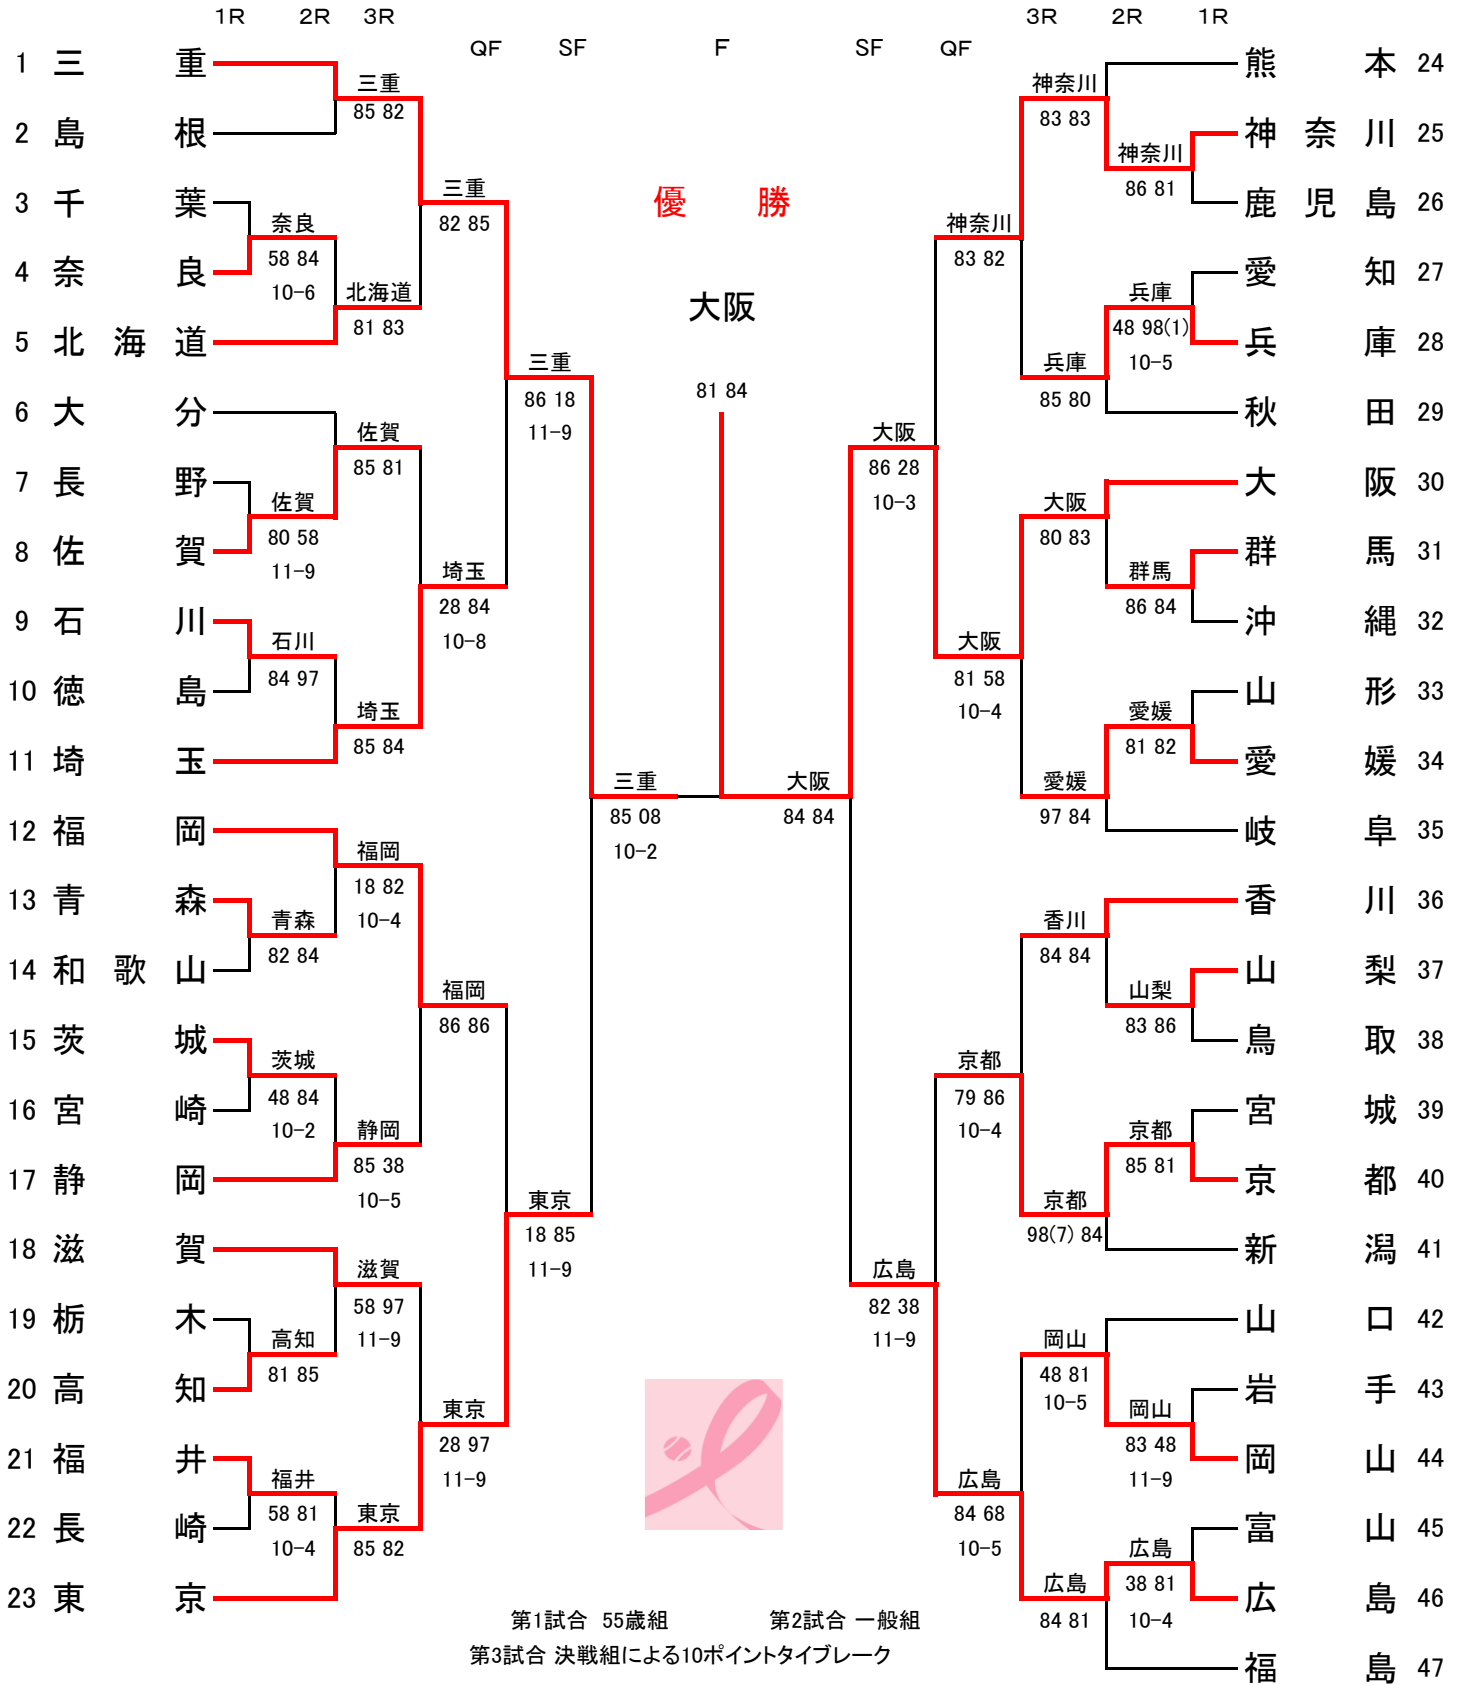 1R 2R 3R 3R 2R 1R
QF SF F SF QF
1 三重 熊本 24
三重 神奈川
85 82 83 83
2 島根 神奈川 25
神奈川
三重 86 81
3 千葉 優勝 鹿児島 26
奈良 82 85 神奈川
58 84 83 82
4 奈良 愛知 27
10-6 北海道 大阪 兵庫
81 83 48 98(1)
5 北海道 兵庫 28
三重 兵庫 10-5
86 18 81 84 85 80
6 大分 秋田 29
佐賀 11-9 大阪
85 81 86 28
7 長野 大阪 30
佐賀 10-3 大阪
80 58 80 83
8 佐賀 群馬 31
11-9 埼玉 群馬
28 84 86 84
9 石川 沖縄 32
石川 10-8 大阪
84 97 81 58
10 徳島 山形 33
埼玉 10-4 愛媛
85 84 81 82
11 埼玉 愛媛 34
三重 大阪 愛媛
85 08 84 84 97 84
12 福岡 岐阜 35
福岡 10-2
18 82
13 青森 香川 36
青森 10-4 香川
82 84 84 84
14 和歌山 山梨 37
福岡 山梨
86 86 83 86
15 茨城 鳥取 38
茨城 京都
48 84 79 86
16 宮崎 宮城 39
10-2 静岡 10-4 京都
85 38 85 81
17 静岡 京都 40
10-5 東京 京都
18 85 98(7) 84
18 滋賀 新潟 41
滋賀 11-9 広島
58 97 82 38
19 栃木 山口 42
高知 11-9 11-9 岡山
81 85 48 81
20 高知 岩手 43
東京 10-5 岡山
28 97 83 48
21 福井 岡山 44
福井 11-9 広島 11-9
58 81 東京 84 68
22 長崎 富山 45
10-4 85 82 10-5 広島
広島 38 81
23 東京 広島 46
第1試合 55歳組 第2試合 一般組 84 81 10-4
第3試合 決戦組による10ポイントタイブレーク
福島 47